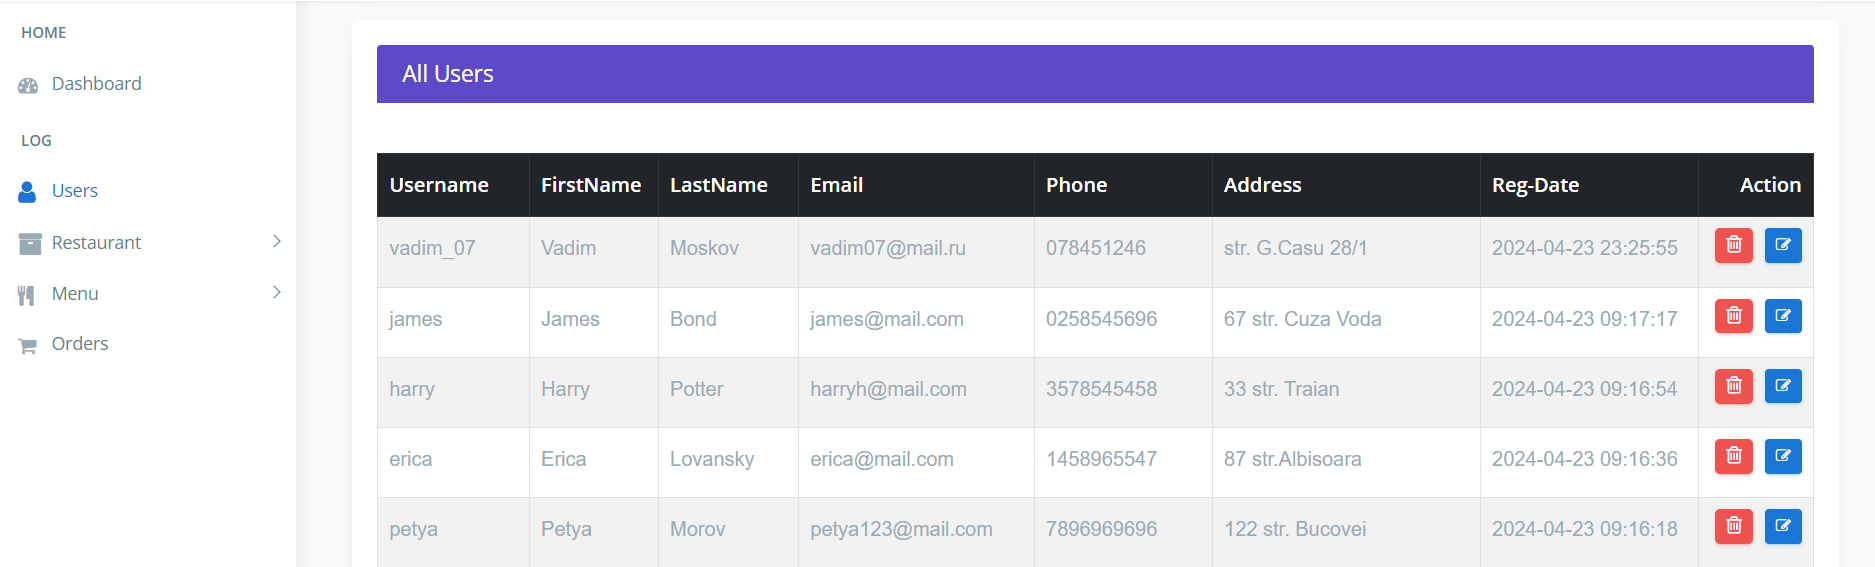 HOME
Dashboard
LOG
Users
Restaurant
Menu
Orders
All Users
Username FirstName LastName Email Phone Address Reg-Date Action
vadim_07 Vadim Moskov vadim07@mail.ru 078451246 str. G.Casu 28/1 2024-04-23 23:25:55
james James Bond james@mail.com 0258545696 67 str. Cuza Voda 2024-04-23 09:17:17
harry Harry Potter harryh@mail.com 3578545458 33 str. Traian 2024-04-23 09:16:54
erica Erica Lovansky erica@mail.com 1458965547 87 str.Albisoara 2024-04-23 09:16:36
petya Petya Morov petya123@mail.com 7896969696 122 str. Bucovei 2024-04-23 09:16:18